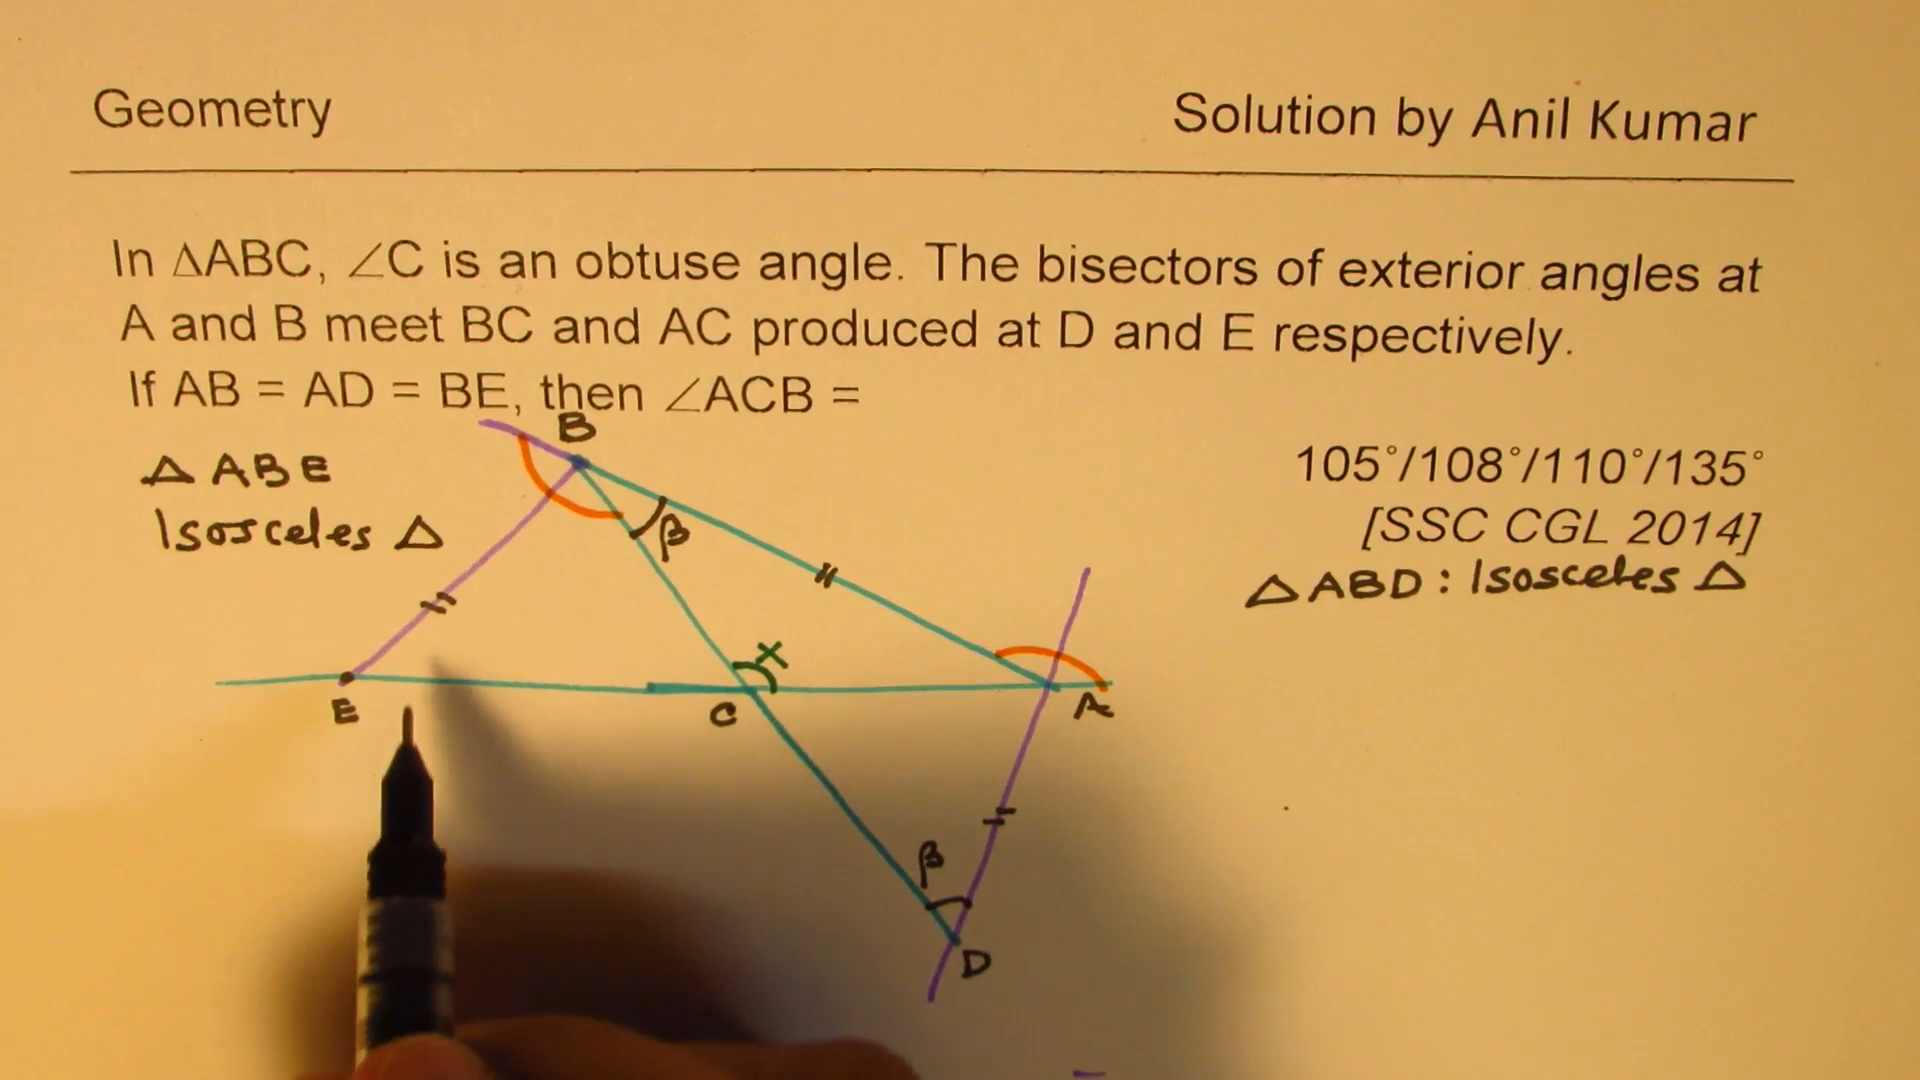 Geometry
Solution by Anil Kumar
In ΔABC, ∠C is an obtuse angle. The bisectors of exterior angles at
A and B meet BC and AC produced at D and E respectively.
If AB = AD = BE, then ∠ACB =
105°/108°/110°/135°
[SSC CGL 2014]
Δ ABE
Isosceles Δ
Δ ABD : Isosceles Δ
B
β
x
E
C
A
β
D